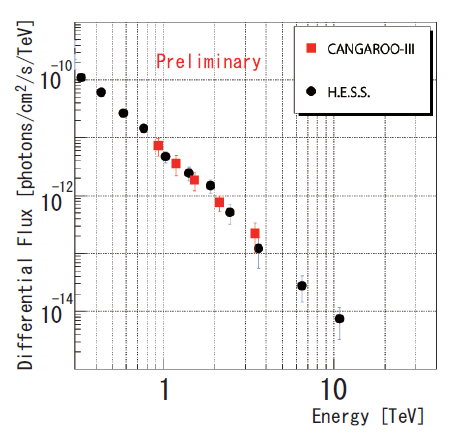 Preliminary
CANGAROO-III
H.E.S.S.
Differential Flux [photons/cm²/s/TeV]
10⁻¹⁰
10⁻¹²
10⁻¹⁴
1
10
Energy [TeV]